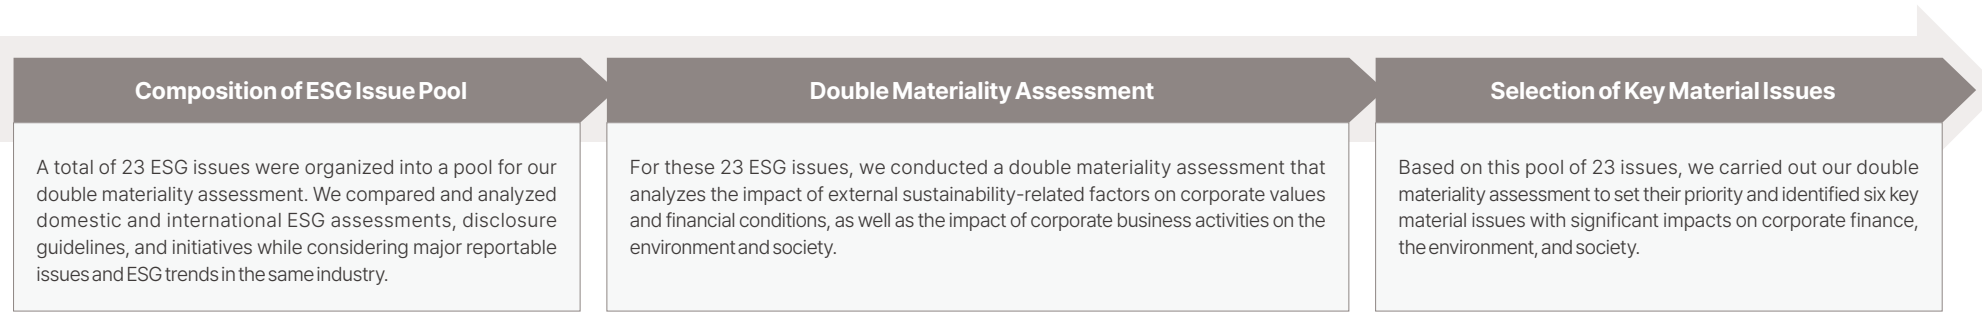 Composition of ESG Issue Pool
A total of 23 ESG issues were organized into a pool for our
double materiality assessment. We compared and analyzed
domestic and international ESG assessments, disclosure
guidelines, and initiatives while considering major reportable
issues and ESG trends in the same industry.
Double Materiality Assessment
For these 23 ESG issues, we conducted a double materiality assessment that
analyzes the impact of external sustainability-related factors on corporate values
and financial conditions, as well as the impact of corporate business activities on the
environment and society.
Selection of Key Material Issues
Based on this pool of 23 issues, we carried out our double
materiality assessment to set their priority and identified six key
material issues with significant impacts on corporate finance,
the environment, and society.